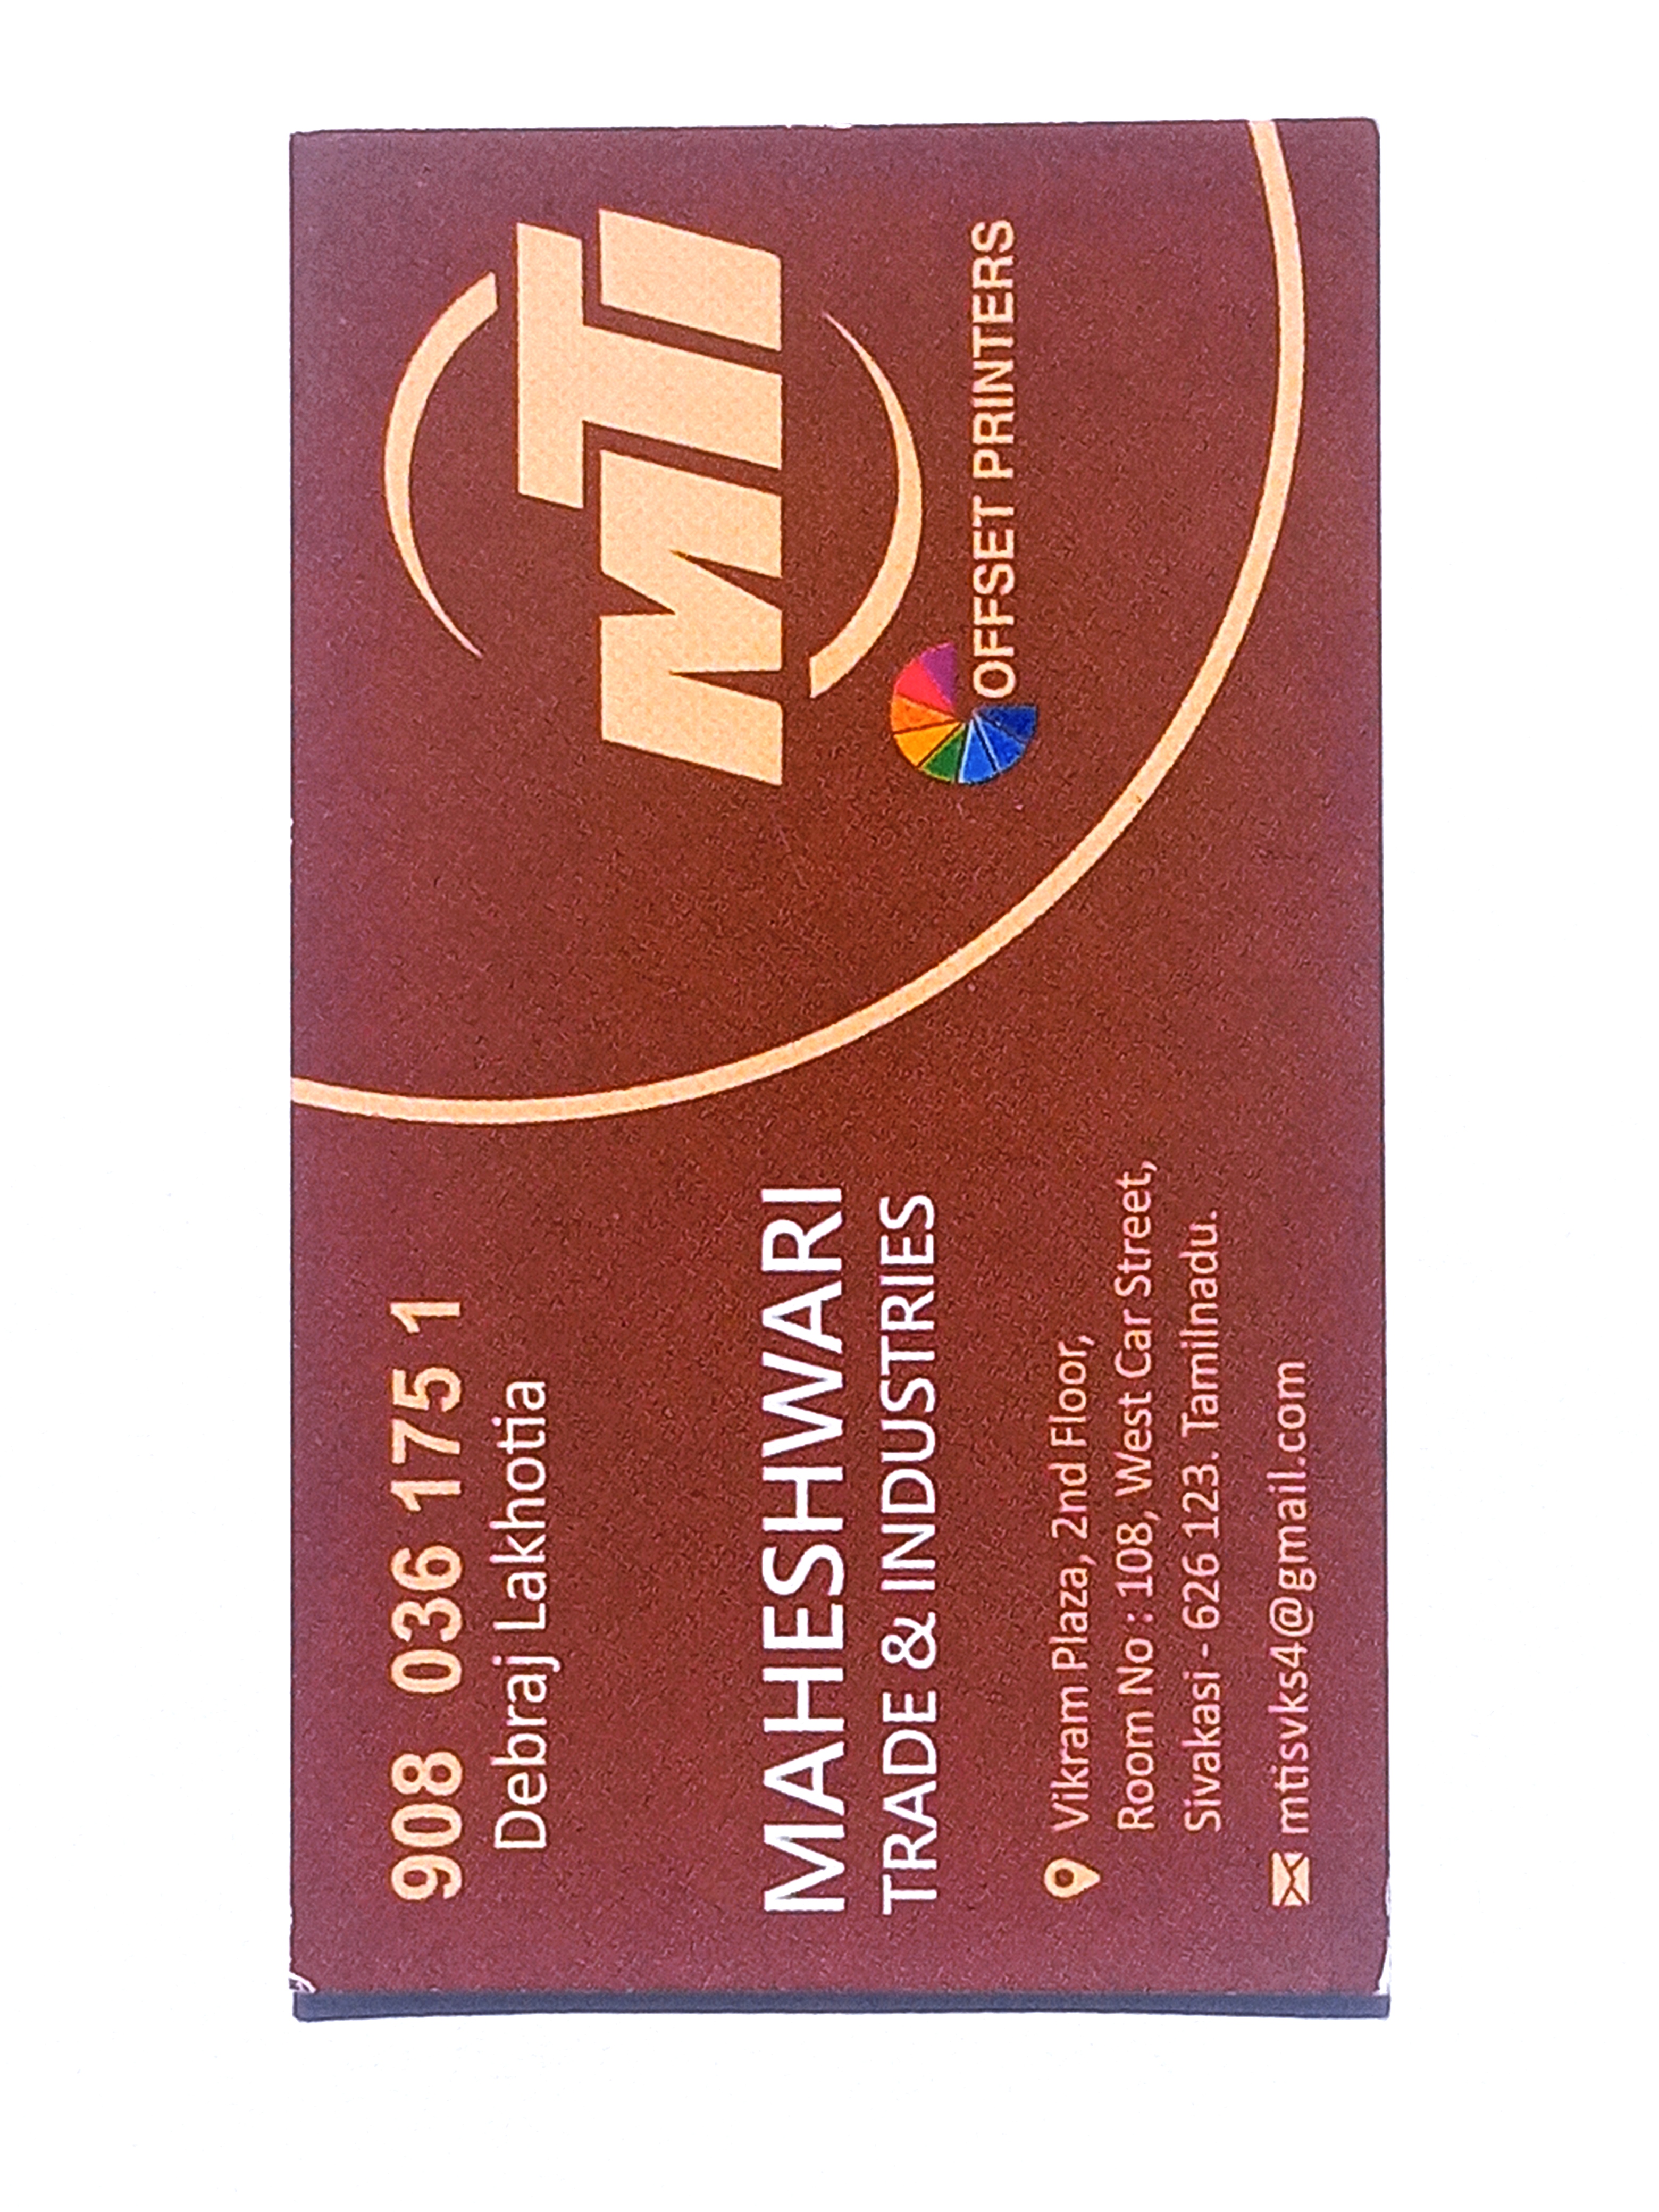 908 036 175 1
Debraj Lakhotia
MTI
OFFSET PRINTERS
MAHESHWARI
TRADE & INDUSTRIES
Vikram Plaza, 2nd Floor,
Room No : 108, West Car Street,
Sivakasi - 626 123. Tamilnadu.
mtisvks4@gmail.com